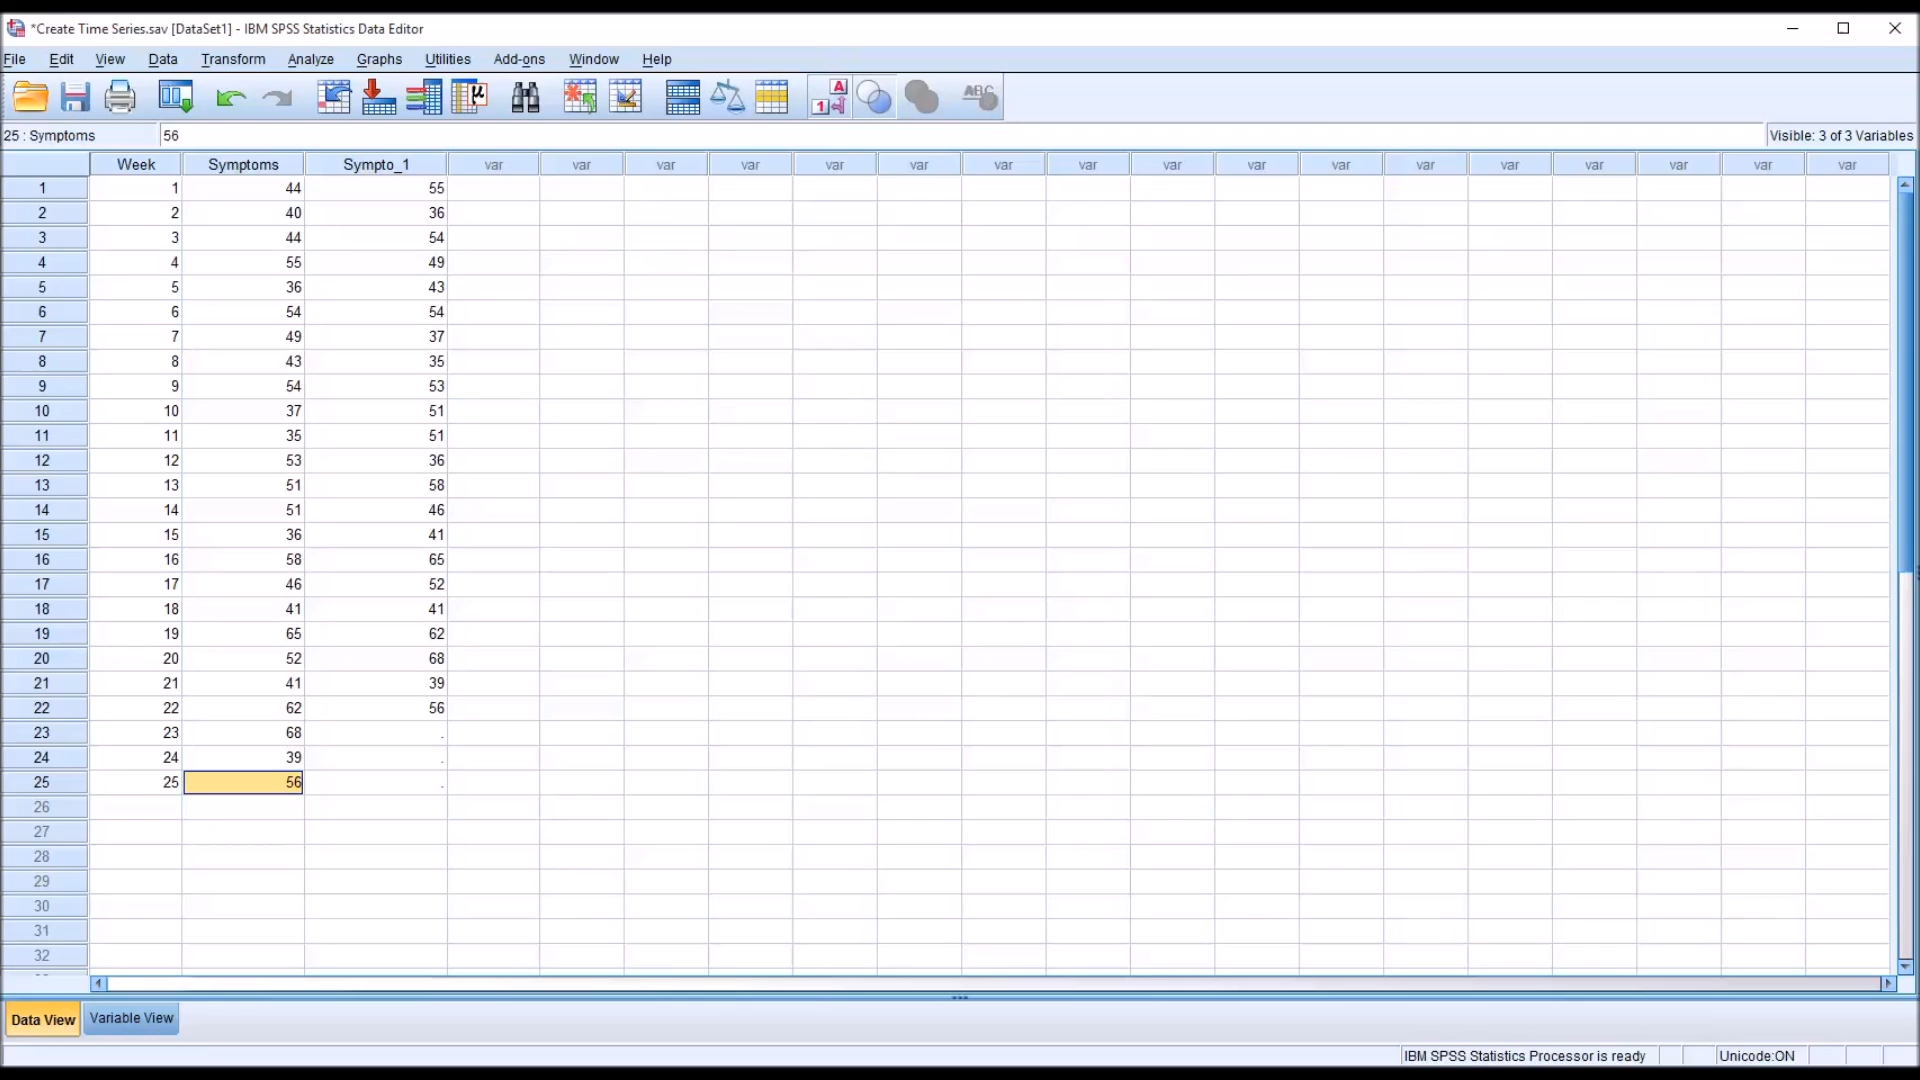 *Create Time Series.sav [DataSet1] - IBM SPSS Statistics Data Editor
File Edit View Data Transform Analyze Graphs Utilities Add-ons Window Help
A
1
μ
ABC
25 : Symptoms 56 Visible: 3 of 3 Variables
Week Symptoms Sympto_1 var var var var var var var var var var var var var var var var var
1 1 44 55
2 2 40 36
3 3 44 54
4 4 55 49
5 5 36 43
6 6 54 54
7 7 49 37
8 8 43 35
9 9 54 53
10 10 37 51
11 11 35 51
12 12 53 36
13 13 51 58
14 14 51 46
15 15 36 41
16 16 58 65
17 17 46 52
18 18 41 41
19 19 65 62
20 20 52 68
21 21 41 39
22 22 62 56
23 23 68 .
24 24 39 .
25 25 56 .
26
27
28
29
30
31
32
Data View Variable View
IBM SPSS Statistics Processor is ready Unicode:ON